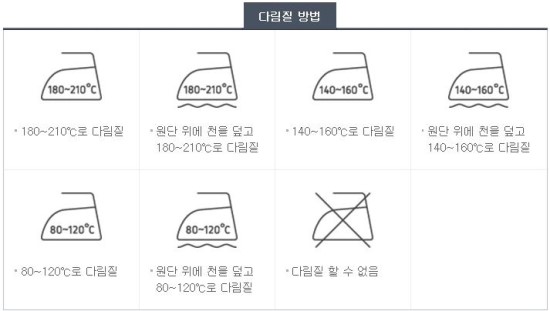 다림질 방법
180~210℃
180~210℃
140~160℃
140~160℃
* 180~210℃로 다림질
* 원단 위에 천을 덮고
180~210℃로 다림질
* 140~160℃로 다림질
* 원단 위에 천을 덮고
140~160℃로 다림질
80~120℃
80~120℃
* 80~120℃로 다림질
* 원단 위에 천을 덮고
80~120℃로 다림질
* 다림질 할 수 없음